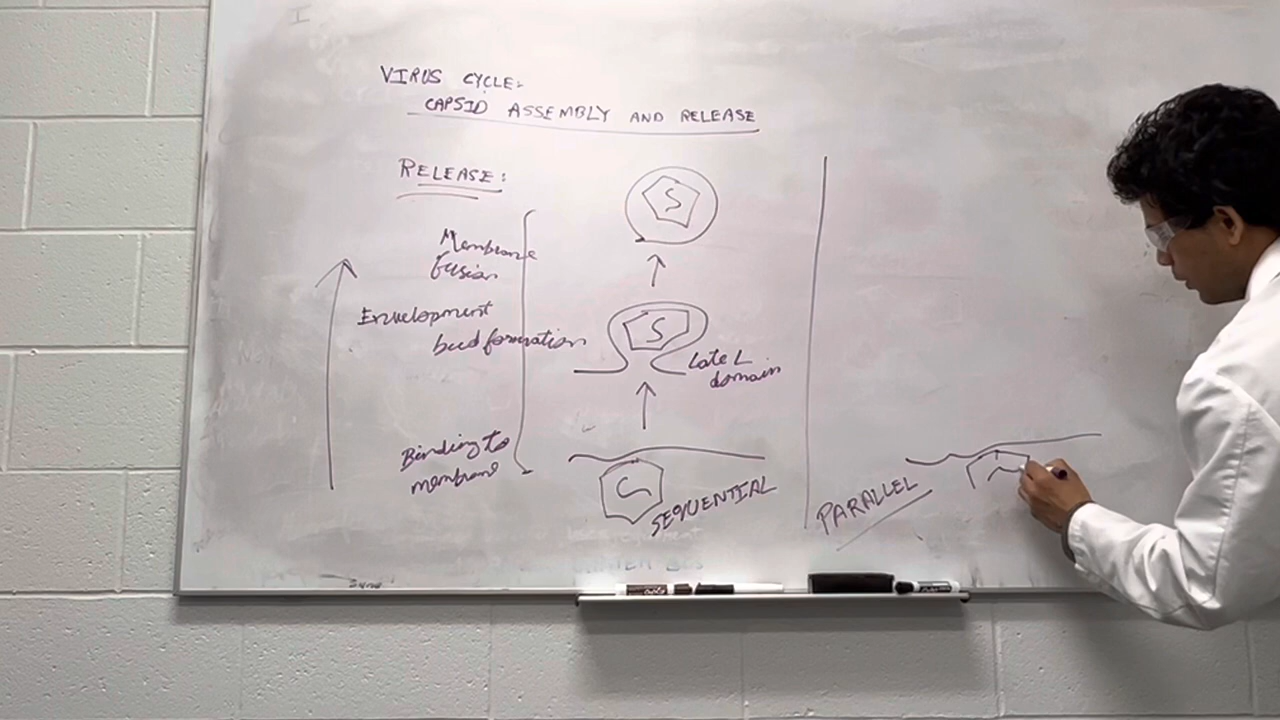 VIRUS CYCLE:
CAPSID ASSEMBLY AND RELEASE
RELEASE:
S
Membrane
fusion
Envelopment
bud formation
S
Late L
domain
Binding to
membrane
SEQUENTIAL
PARALLEL